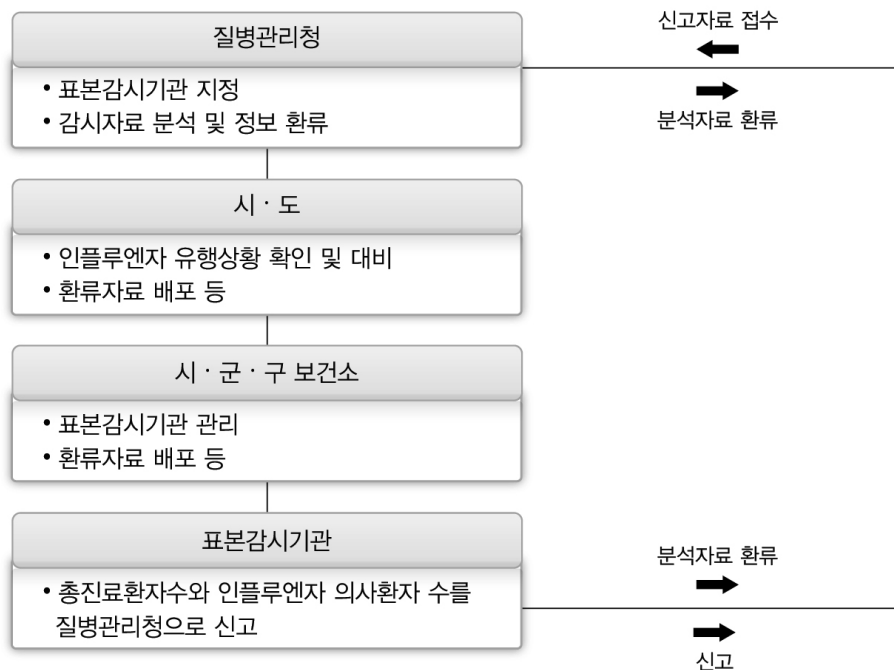 질병관리청
• 표본감시기관 지정
• 감시자료 분석 및 정보 환류
신고자료 접수
분석자료 환류
시 · 도
• 인플루엔자 유행상황 확인 및 대비
• 환류자료 배포 등
시 · 군 · 구 보건소
• 표본감시기관 관리
• 환류자료 배포 등
표본감시기관
• 총진료환자수와 인플루엔자 의사환자 수를
질병관리청으로 신고
분석자료 환류
신고